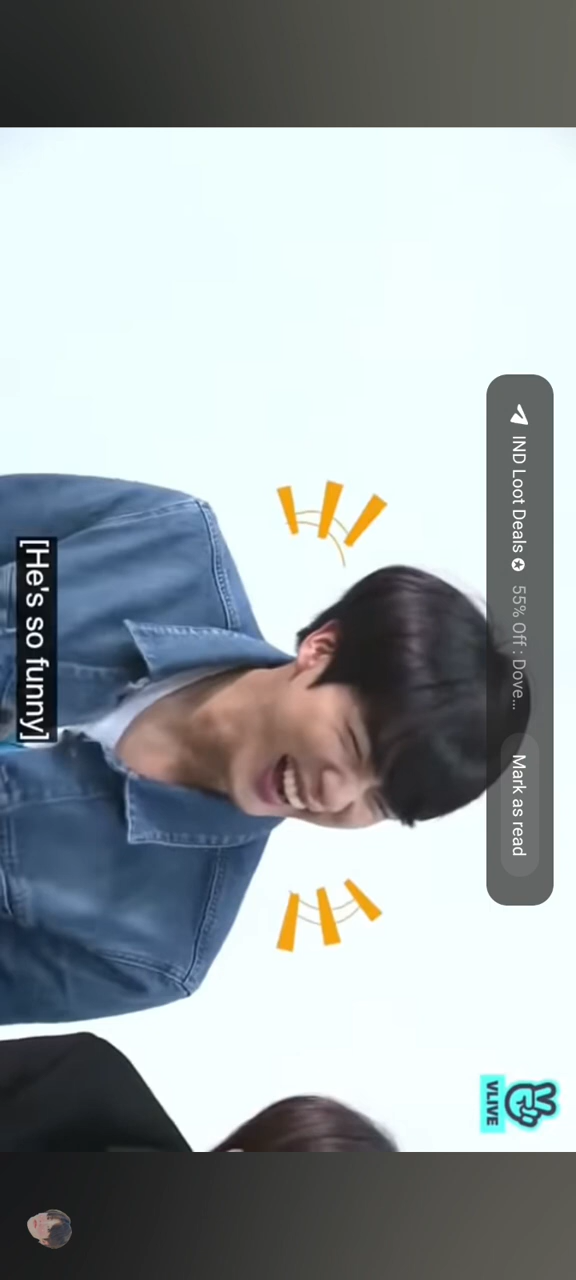 IND Loot Deals ✪ 55% Off : Dove...
Mark as read
[He's so funny]
VLIVE